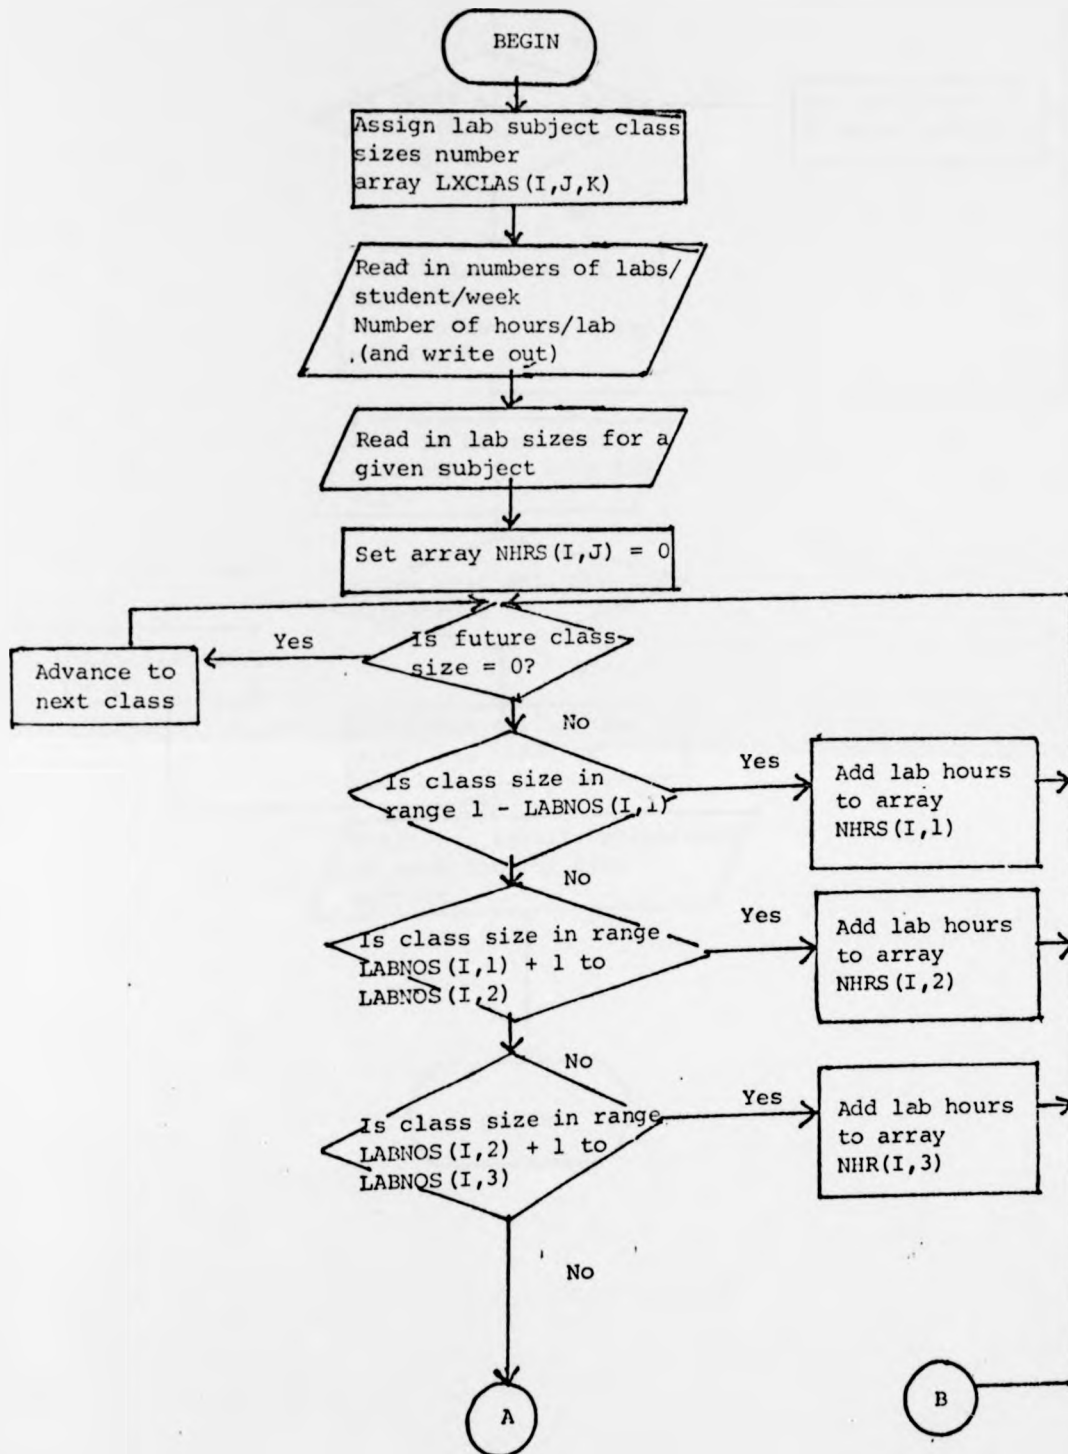 BEGIN
Assign lab subject class
sizes number
array LXCLAS(I,J,K)
Read in numbers of labs/
student/week
Number of hours/lab
(and write out)
Read in lab sizes for a
given subject
Set array NHRS(I,J) = 0
Is future class
size = 0?
Yes
Advance to
next class
No
Is class size in
range 1 - LABNOS(I,1)
Yes
Add lab hours
to array
NHRS(I,1)
No
Is class size in range
LABNOS(I,1) + 1 to
LABNOS(I,2)
Yes
Add lab hours
to array
NHRS(I,2)
No
Is class size in range
LABNOS(I,2) + 1 to
LABNOS(I,3)
Yes
Add lab hours
to array
NHR(I,3)
No
A
B